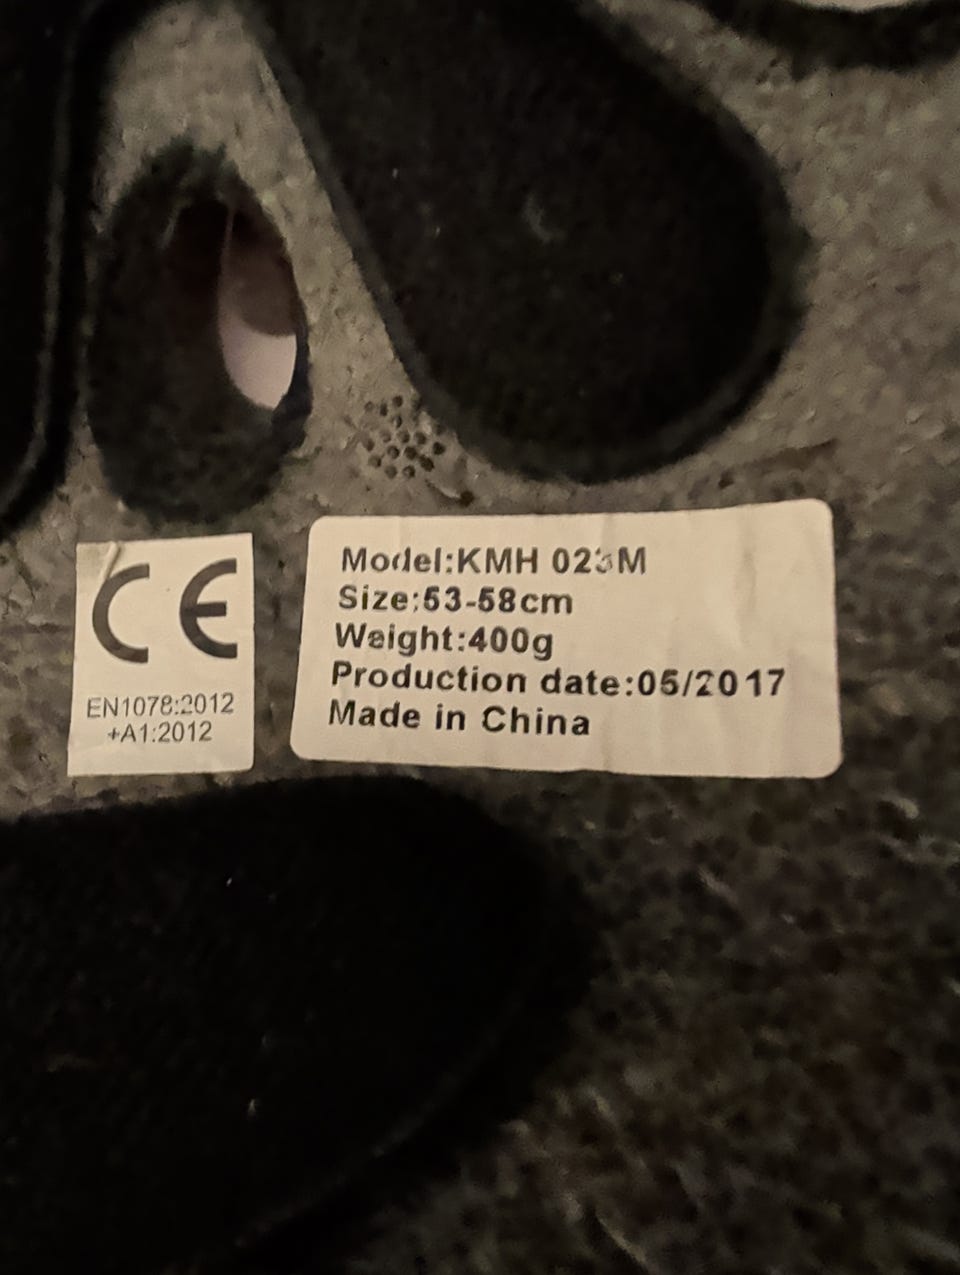 CE
EN1078:2012
+A1:2012
Model:KMH 023M
Size:53-58cm
Weight:400g
Production date:05/2017
Made in China